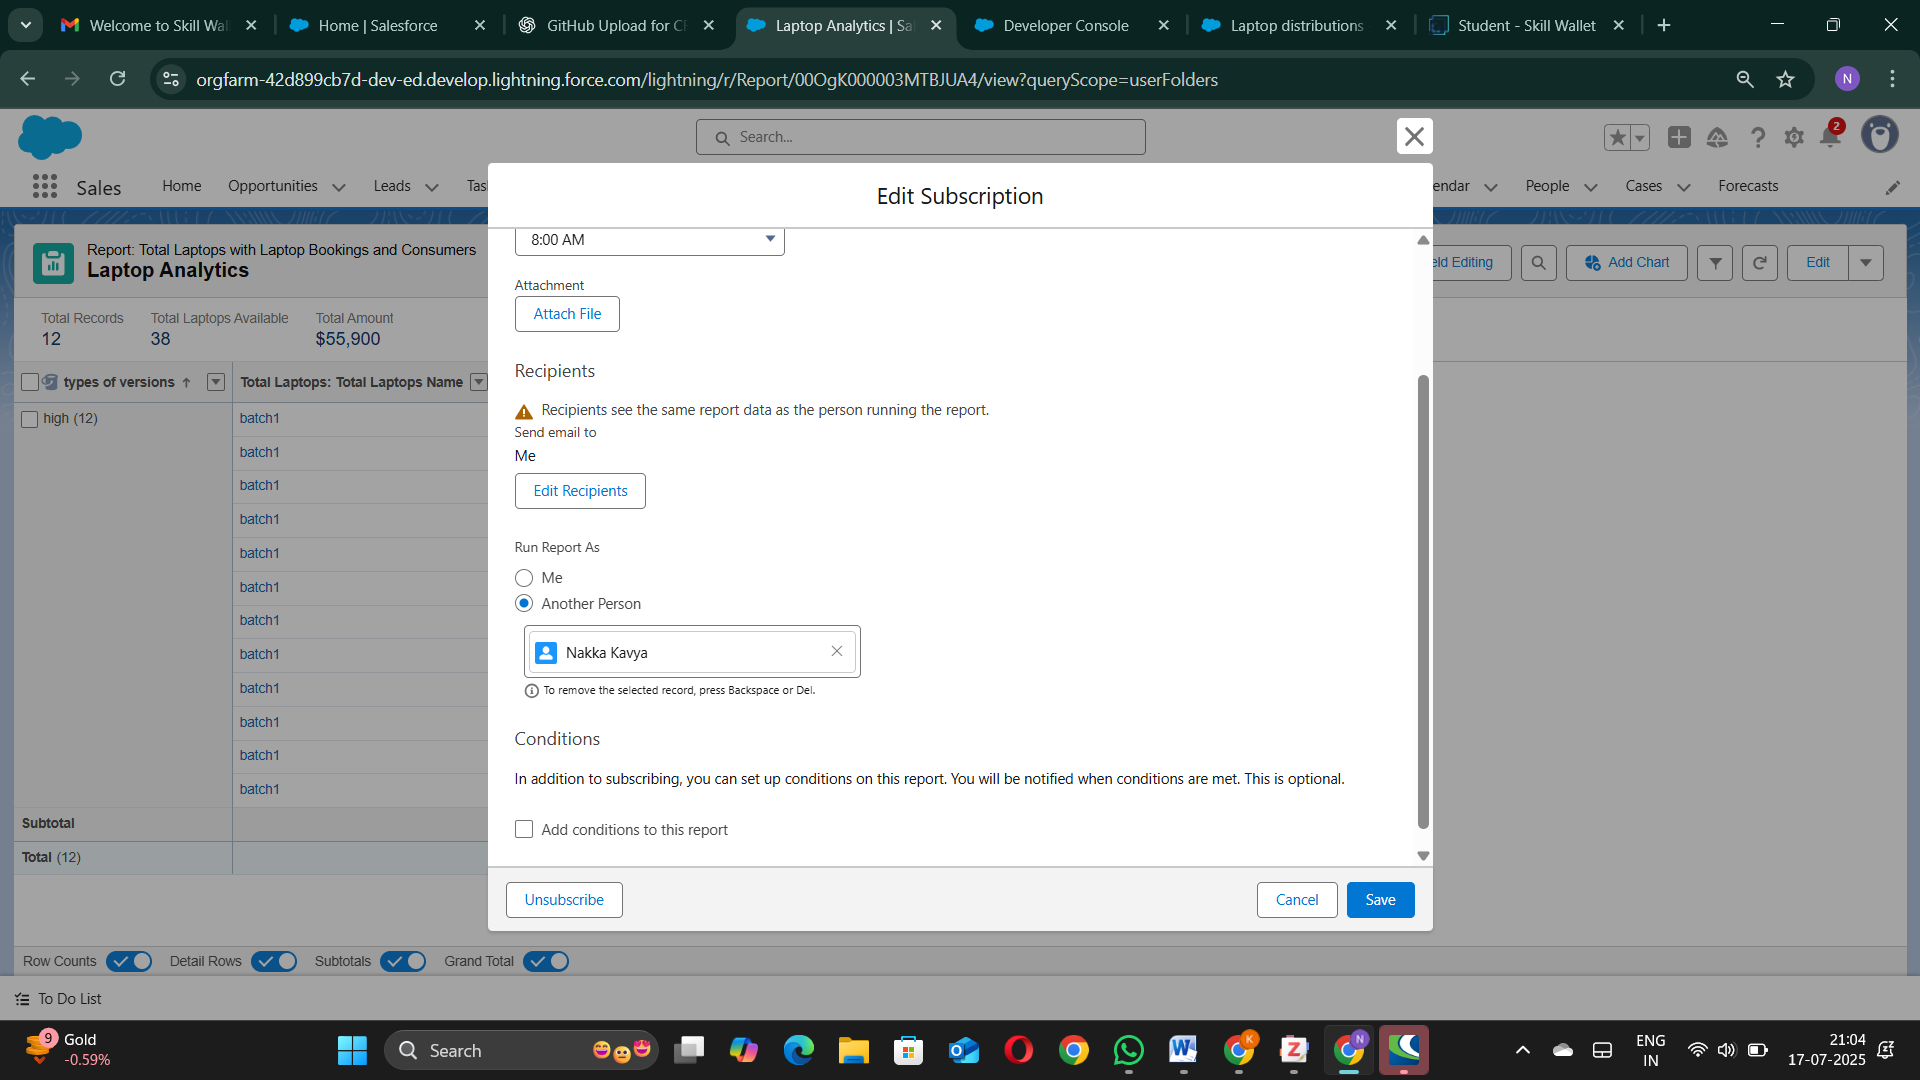 Welcome to Skill Wal
Home | Salesforce
GitHub Upload for CR
Laptop Analytics | Sa
Developer Console
Laptop distributions
Student - Skill Wallet
orgfarm-42d899cb7d-dev-ed.develop.lightning.force.com/lightning/r/Report/00OgK000003MTBJUA4/view?queryScope=userFolders
N
Search...
2
Sales
Home
Opportunities
Leads
Tas
endar
People
Cases
Forecasts
Edit Subscription
Report: Total Laptops with Laptop Bookings and Consumers
Laptop Analytics
eld Editing
Add Chart
Edit
Total Records
Total Laptops Available
Total Amount
12
38
$55,900
types of versions
Total Laptops: Total Laptops Name
high (12)
batch1
batch1
batch1
batch1
batch1
batch1
batch1
batch1
batch1
batch1
batch1
batch1
Subtotal
Total (12)
8:00 AM
Attachment
Attach File
Recipients
Recipients see the same report data as the person running the report.
Send email to
Me
Edit Recipients
Run Report As
Me
Another Person
Nakka Kavya
To remove the selected record, press Backspace or Del.
Conditions
In addition to subscribing, you can set up conditions on this report. You will be notified when conditions are met. This is optional.
Add conditions to this report
Unsubscribe
Cancel
Save
Row Counts
Detail Rows
Subtotals
Grand Total
To Do List
9
Gold
-0.59%
Search
K
N
ENG
IN
21:04
17-07-2025